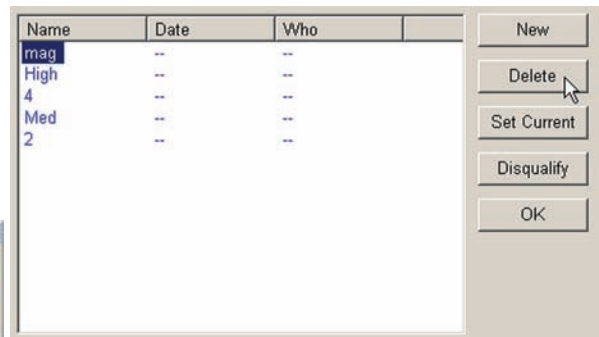 Name Date Who New
mag -- --
High -- -- Delete
4 -- --
Med -- -- Set Current
2 -- --
Disqualify
OK